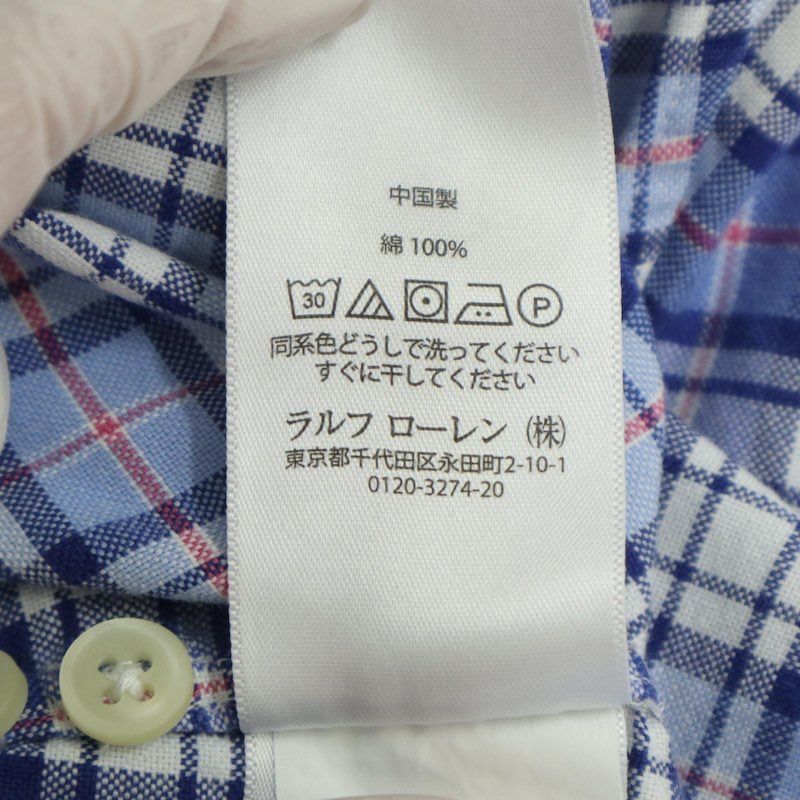 中国製
綿 100%
30 P
同系色どうしで洗ってください
すぐに干してください
ラルフ ローレン (株)
東京都千代田区永田町2-10-1
0120-3274-20